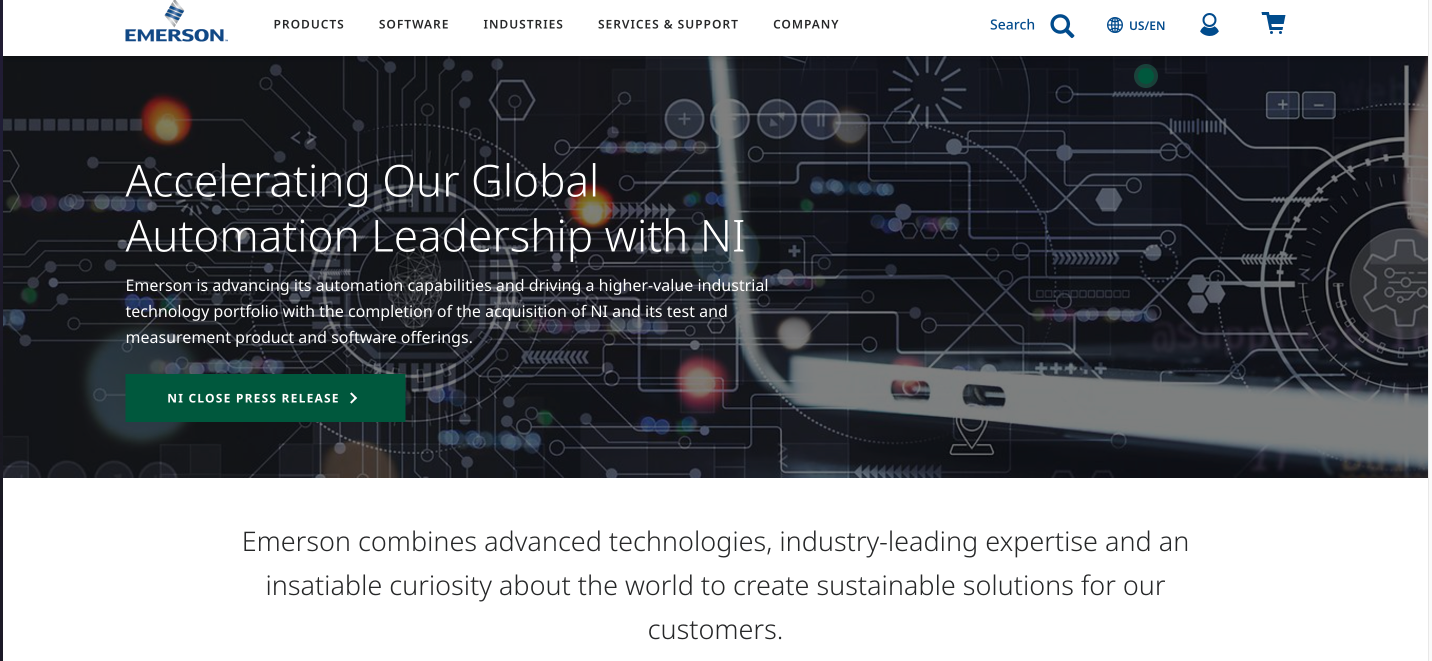 EMERSON
PRODUCTS SOFTWARE INDUSTRIES SERVICES & SUPPORT COMPANY Search US/EN
Accelerating Our Global
Automation Leadership with NI
Emerson is advancing its automation capabilities and driving a higher-value industrial
technology portfolio with the completion of the acquisition of NI and its test and
measurement product and software offerings.
NI CLOSE PRESS RELEASE
Emerson combines advanced technologies, industry-leading expertise and an
insatiable curiosity about the world to create sustainable solutions for our
customers.